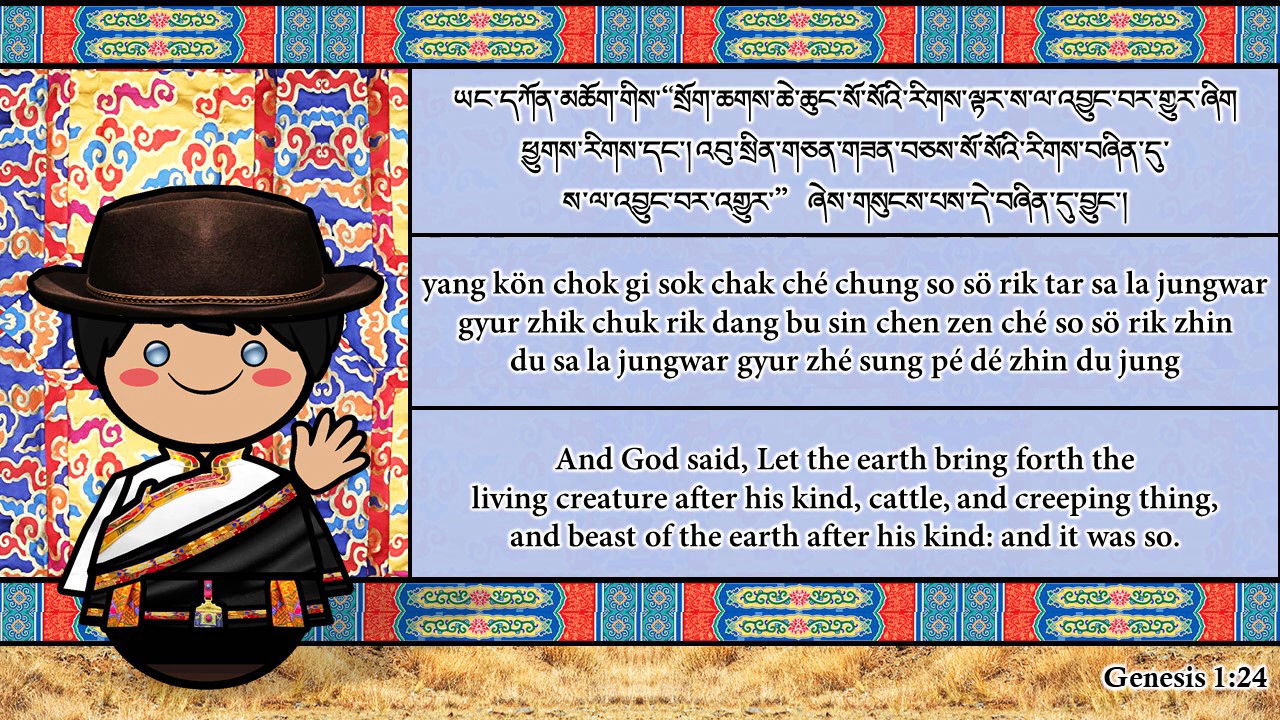 ཡང་དཀོན་མཆོག་གིས་“སྲོག་ཆགས་ཆེ་ཆུང་སོ་སོའི་རིགས་ལྟར་ས་ལ་འབྱུང་བར་གྱུར་ཞིག
ཕྱུགས་རིགས་དང་། འབུ་སྲིན་གཅན་གཟན་བཅས་སོ་སོའི་རིགས་བཞིན་དུ་
ས་ལ་འབྱུང་བར་འགྱུར་” ཞེས་གསུངས་པས་དེ་བཞིན་དུ་བྱུང་།
yang kön chok gi sok chak ché chung so sö rik tar sa la jungwar
gyur zhik chuk rik dang bu sin chen zen ché so sö rik zhin
du sa la jungwar gyur zhé sung pé dé zhin du jung
And God said, Let the earth bring forth the
living creature after his kind, cattle, and creeping thing,
and beast of the earth after his kind: and it was so.
Genesis 1:24